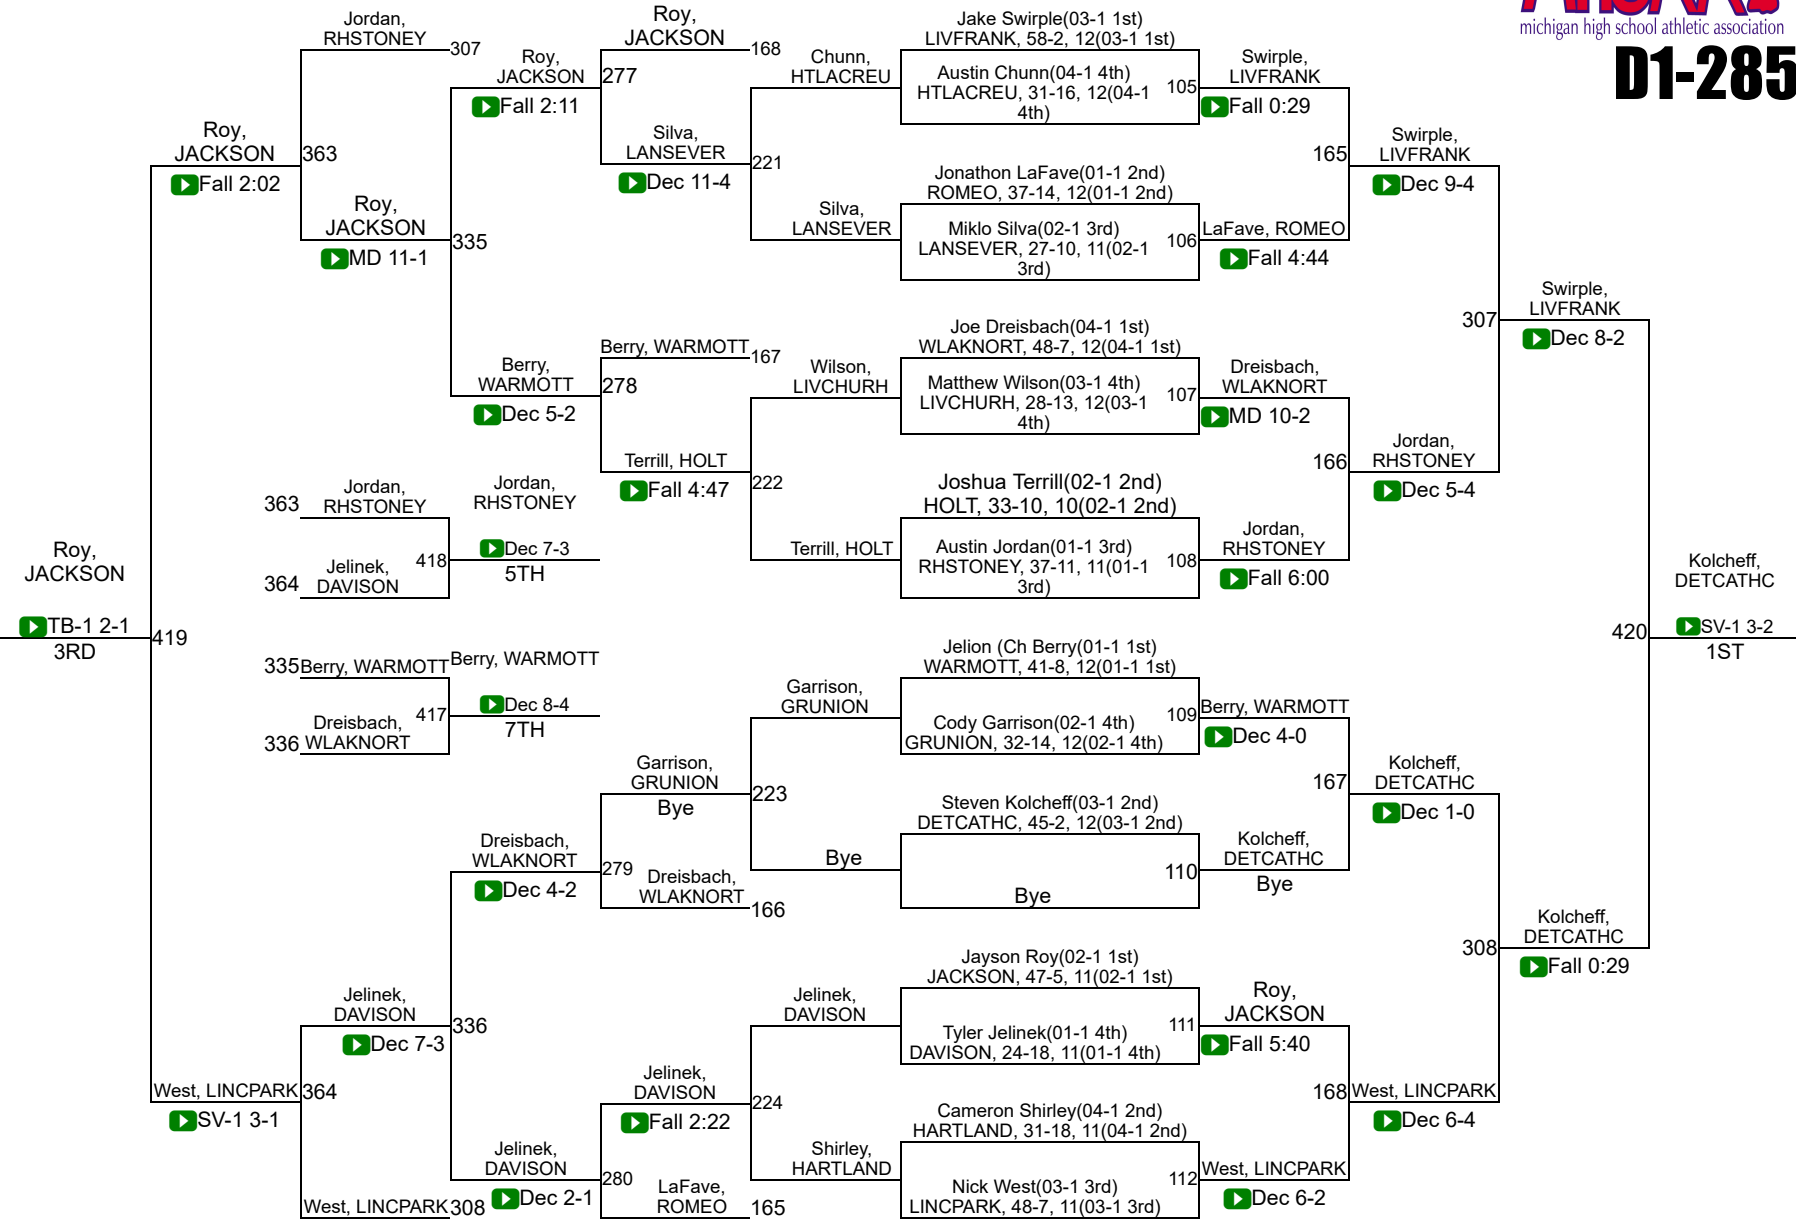 MHSAA
michigan high school athletic association
D1-285
Jordan,
RHSTONEY
307
Roy,
JACKSON
Fall 2:02
363
Roy,
JACKSON
MD 11-1
Roy,
JACKSON
Fall 2:11
335
Berry,
WARMOTT
Dec 5-2
Roy,
JACKSON
168
277
Silva,
LANSEVER
Dec 11-4
Berry, WARMOTT
167
278
Terrill, HOLT
Fall 4:47
Chunn,
HTLACREU
221
Silva,
LANSEVER
Wilson,
LIVCHURH
222
Terrill, HOLT
Jake Swirple(03-1 1st)
LIVFRANK, 58-2, 12(03-1 1st)
Austin Chunn(04-1 4th)
HTLACREU, 31-16, 12(04-1
4th)
105
Swirple,
LIVFRANK
Fall 0:29
Jonathon LaFave(01-1 2nd)
ROMEO, 37-14, 12(01-1 2nd)
Miklo Silva(02-1 3rd)
LANSEVER, 27-10, 11(02-1
3rd)
106
LaFave, ROMEO
Fall 4:44
165
Swirple,
LIVFRANK
Dec 9-4
Joe Dreisbach(04-1 1st)
WLAKNORT, 48-7, 12(04-1 1st)
Matthew Wilson(03-1 4th)
LIVCHURH, 28-13, 12(03-1
4th)
107
Dreisbach,
WLAKNORT
MD 10-2
Joshua Terrill(02-1 2nd)
HOLT, 33-10, 10(02-1 2nd)
Austin Jordan(01-1 3rd)
RHSTONEY, 37-11, 11(01-1
3rd)
108
Jordan,
RHSTONEY
Fall 6:00
166
Jordan,
RHSTONEY
Dec 5-4
307
Swirple,
LIVFRANK
Dec 8-2
363
Jordan,
RHSTONEY
364
Jelinek,
DAVISON
418
Jordan,
RHSTONEY
Dec 7-3
5TH
Roy,
JACKSON
TB-1 2-1
3RD
419
335
Berry, WARMOTT
336
Dreisbach,
WLAKNORT
417
Berry, WARMOTT
Dec 8-4
7TH
420
Kolcheff,
DETCATHC
SV-1 3-2
1ST
Garrison,
GRUNION
Bye
223
Garrison,
GRUNION
Bye
Jelion (Ch Berry(01-1 1st)
WARMOTT, 41-8, 12(01-1 1st)
Cody Garrison(02-1 4th)
GRUNION, 32-14, 12(02-1 4th)
109
Berry, WARMOTT
Dec 4-0
Steven Kolcheff(03-1 2nd)
DETCATHC, 45-2, 12(03-1 2nd)
Bye
110
Kolcheff,
DETCATHC
Bye
167
Kolcheff,
DETCATHC
Dec 1-0
Dreisbach,
WLAKNORT
Dec 4-2
279
Dreisbach,
WLAKNORT
166
Jelinek,
DAVISON
Dec 7-3
336
West, LINCPARK
SV-1 3-1
364
West, LINCPARK
308
Jelinek,
DAVISON
Dec 2-1
Jelinek,
DAVISON
Fall 2:22
280
LaFave,
ROMEO
165
Jelinek,
DAVISON
224
Shirley,
HARTLAND
Jayson Roy(02-1 1st)
JACKSON, 47-5, 11(02-1 1st)
Tyler Jelinek(01-1 4th)
DAVISON, 24-18, 11(01-1 4th)
111
Roy,
JACKSON
Fall 5:40
Cameron Shirley(04-1 2nd)
HARTLAND, 31-18, 11(04-1 2nd)
Nick West(03-1 3rd)
LINCPARK, 48-7, 11(03-1 3rd)
112
West, LINCPARK
Dec 6-2
168
West, LINCPARK
Dec 6-4
308
Kolcheff,
DETCATHC
Fall 0:29